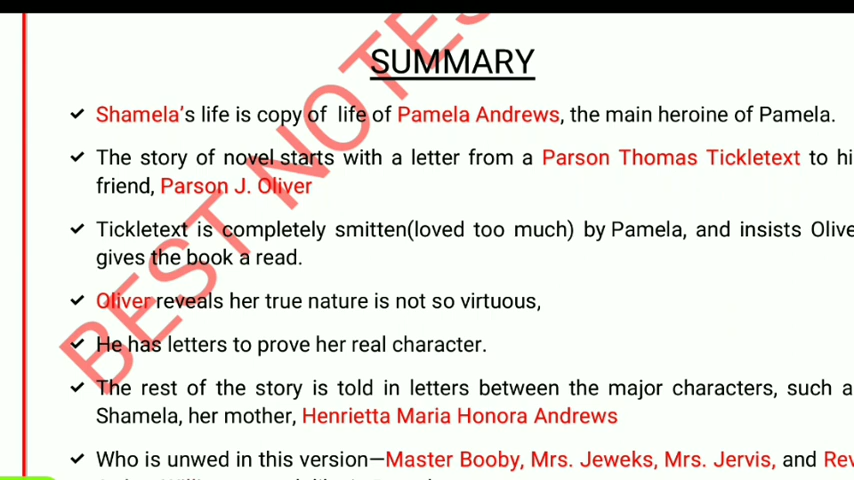 SUMMARY
✓ Shamela's life is copy of life of Pamela Andrews, the main heroine of Pamela.
✓ The story of novel starts with a letter from a Parson Thomas Tickletext to hi
friend, Parson J. Oliver
✓ Tickletext is completely smitten(loved too much) by Pamela, and insists Olive
gives the book a read.
✓ Oliver reveals her true nature is not so virtuous,
✓ He has letters to prove her real character.
✓ The rest of the story is told in letters between the major characters, such a
Shamela, her mother, Henrietta Maria Honora Andrews
✓ Who is unwed in this version—Master Booby, Mrs. Jeweks, Mrs. Jervis, and Rev
BEST NOTES